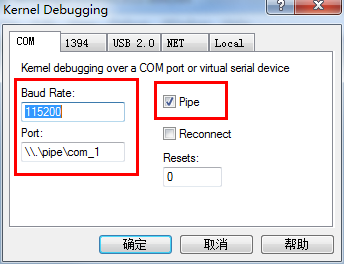 Kernel Debugging
COM 1394 USB 2.0 NET Local
Kernel debugging over a COM port or virtual serial device
Baud Rate:
115200
Pipe
Port:
Reconnect
\\.\pipe\com_1
Resets:
0
确定 取消 帮助